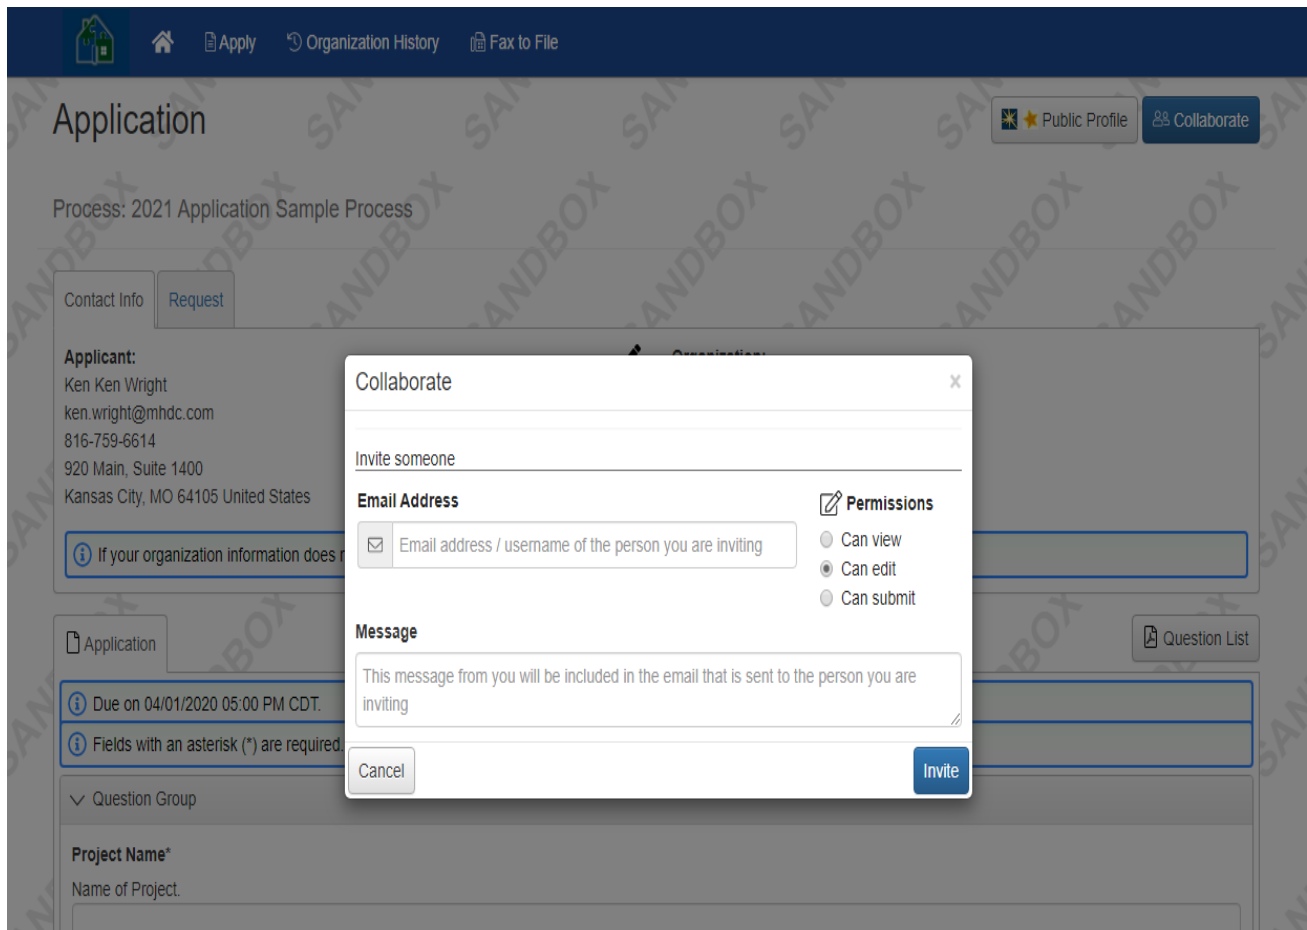 Apply
Organization History
Fax to File
Application
Public Profile
Collaborate
Process: 2021 Application Sample Process
Contact Info
Request
Applicant:
Organization:
Ken Ken Wright
ken.wright@mhdc.com
816-759-6614
920 Main, Suite 1400
Kansas City, MO 64105 United States
If your organization information does
Collaborate
×
Invite someone
Email Address
Email address / username of the person you are inviting
Permissions
Can view
Can edit
Can submit
Message
This message from you will be included in the email that is sent to the person you are
inviting
Cancel
Invite
Application
Question List
Due on 04/01/2020 05:00 PM CDT.
Fields with an asterisk (*) are required.
Question Group
Project Name*
Name of Project.
SANDBOX